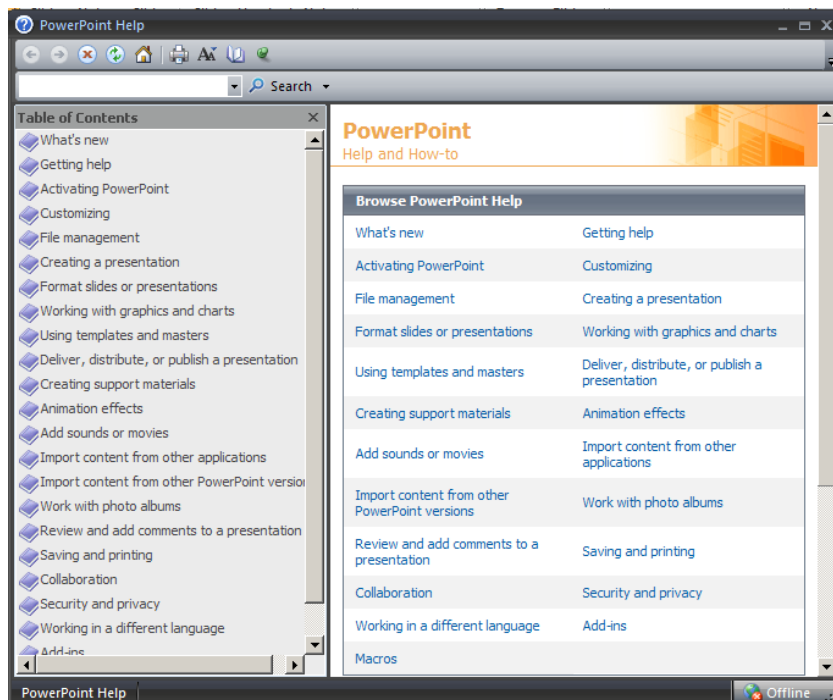 PowerPoint Help
Search
Table of Contents
What's new
Getting help
Activating PowerPoint
Customizing
File management
Creating a presentation
Format slides or presentations
Working with graphics and charts
Using templates and masters
Deliver, distribute, or publish a presentation
Creating support materials
Animation effects
Add sounds or movies
Import content from other applications
Import content from other PowerPoint
Work with photo albums
Review and add comments to a presentation
Saving and printing
Collaboration
Security and privacy
Working in a different language
Add-ins
PowerPoint
Help and How-to
Browse PowerPoint Help
What's new
Getting help
Activating PowerPoint
Customizing
File management
Creating a presentation
Format slides or presentations
Working with graphics and charts
Using templates and masters
Deliver, distribute, or publish a
presentation
Creating support materials
Animation effects
Add sounds or movies
Import content from other
applications
Import content from other
PowerPoint versions
Work with photo albums
Review and add comments to a
presentation
Saving and printing
Collaboration
Security and privacy
Working in a different language
Add-ins
Macros
PowerPoint Help
Offline